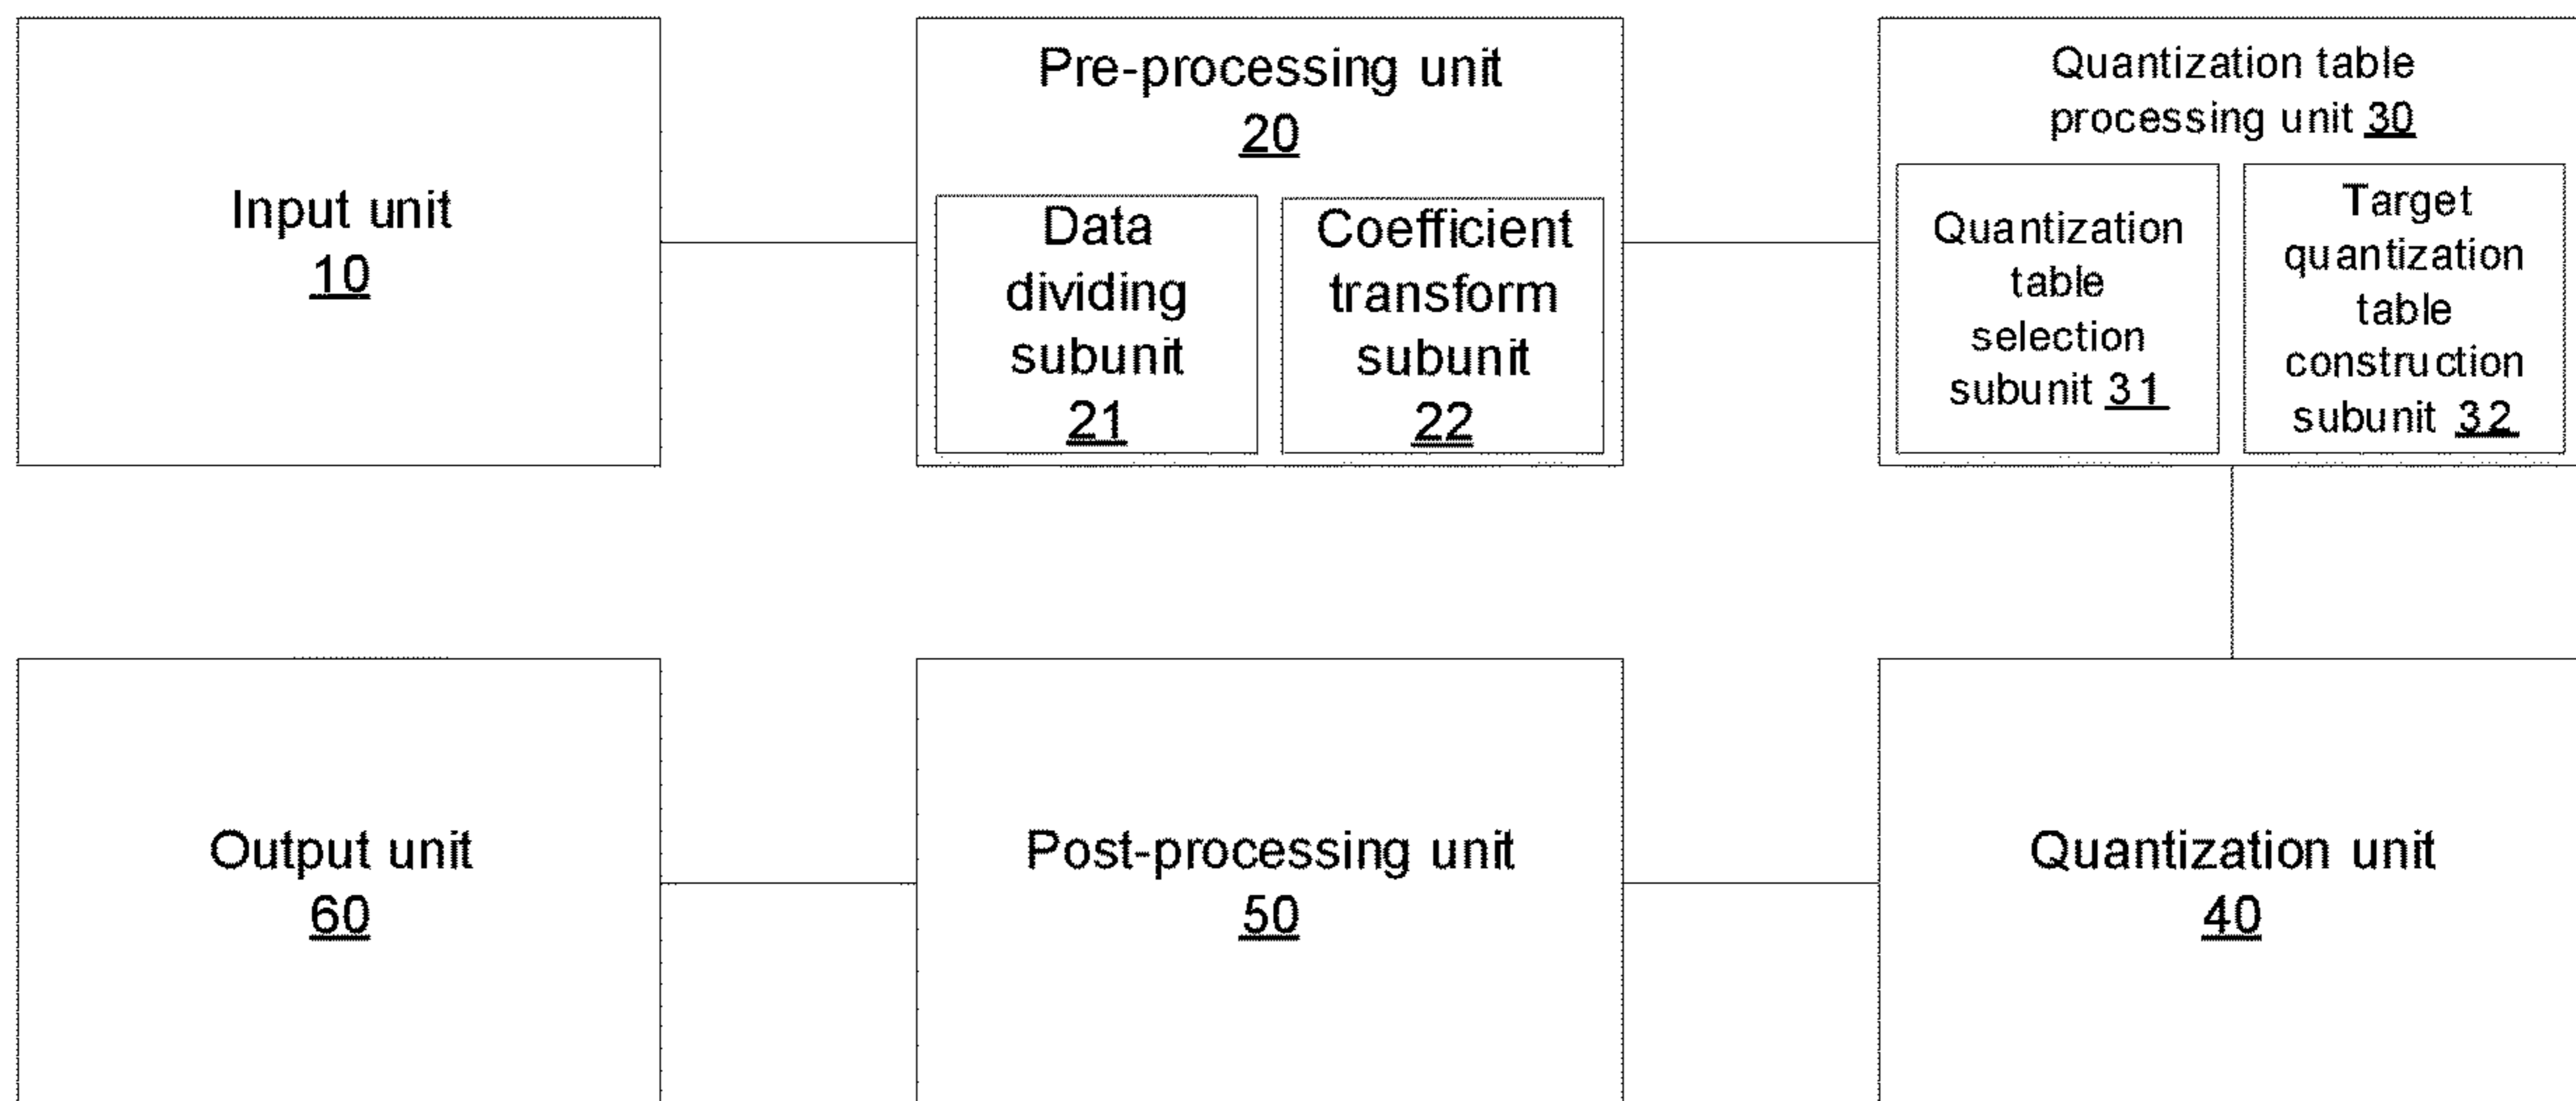 Input unit
10
Pre-processing unit
20
Data
dividing
subunit
21
Coefficient
transform
subunit
22
Quantization table
processing unit 30
Quantization
table
selection
subunit 31
Target
quantization
table
construction
subunit 32
Output unit
60
Post-processing unit
50
Quantization unit
40